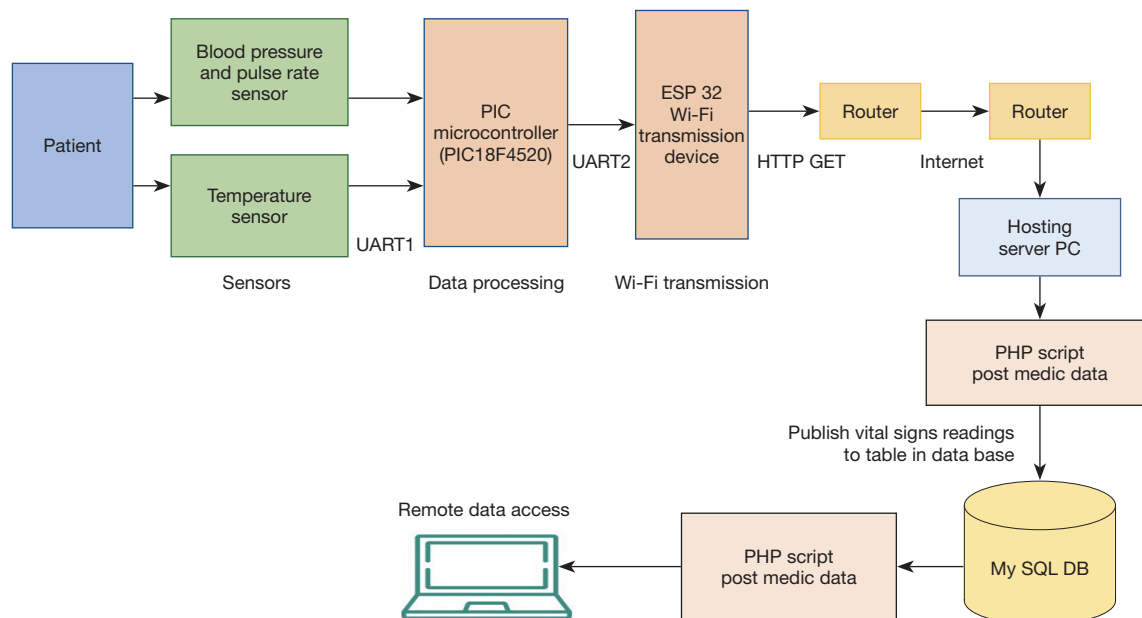 Patient
Blood pressure
and pulse rate
sensor
Temperature
sensor
UART1
Sensors
PIC
microcontroller
(PIC18F4520)
Data processing
UART2
ESP 32
Wi-Fi
transmission
device
Wi-Fi transmission
HTTP GET
Router
Internet
Router
Hosting
server PC
PHP script
post medic data
Publish vital signs readings
to table in data base
My SQL DB
PHP script
post medic data
Remote data access